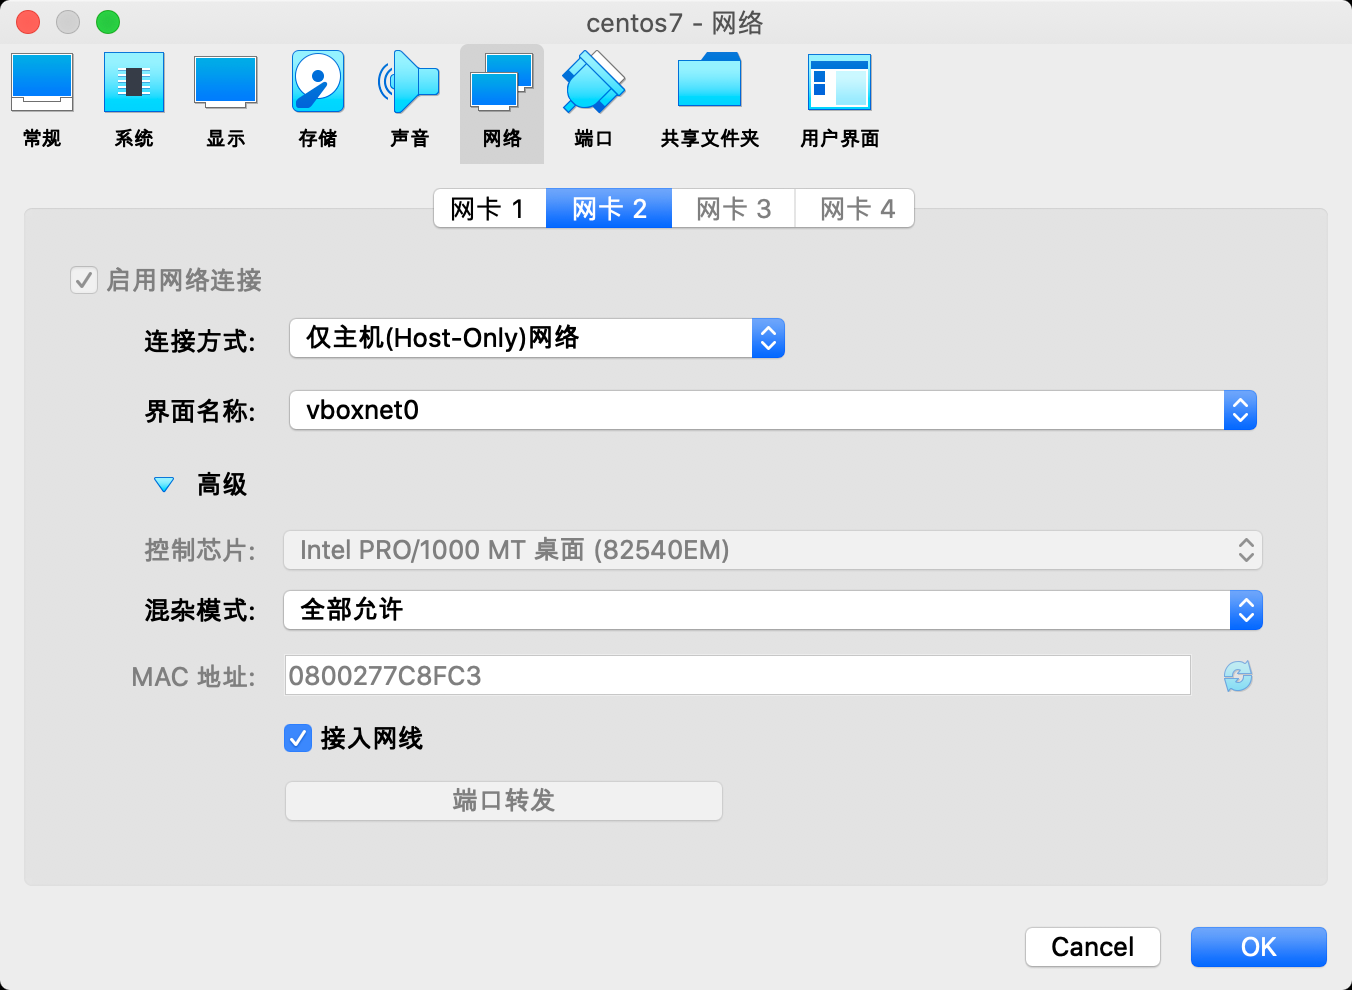 centos7 - 网络
常规 系统 显示 存储 声音 网络 端口 共享文件夹 用户界面
网卡 1 网卡 2 网卡 3 网卡 4
启用网络连接
连接方式: 仅主机(Host-Only)网络
界面名称: vboxnet0
高级
控制芯片: Intel PRO/1000 MT 桌面 (82540EM)
混杂模式: 全部允许
MAC 地址: 0800277C8FC3
接入网线
端口转发
Cancel OK